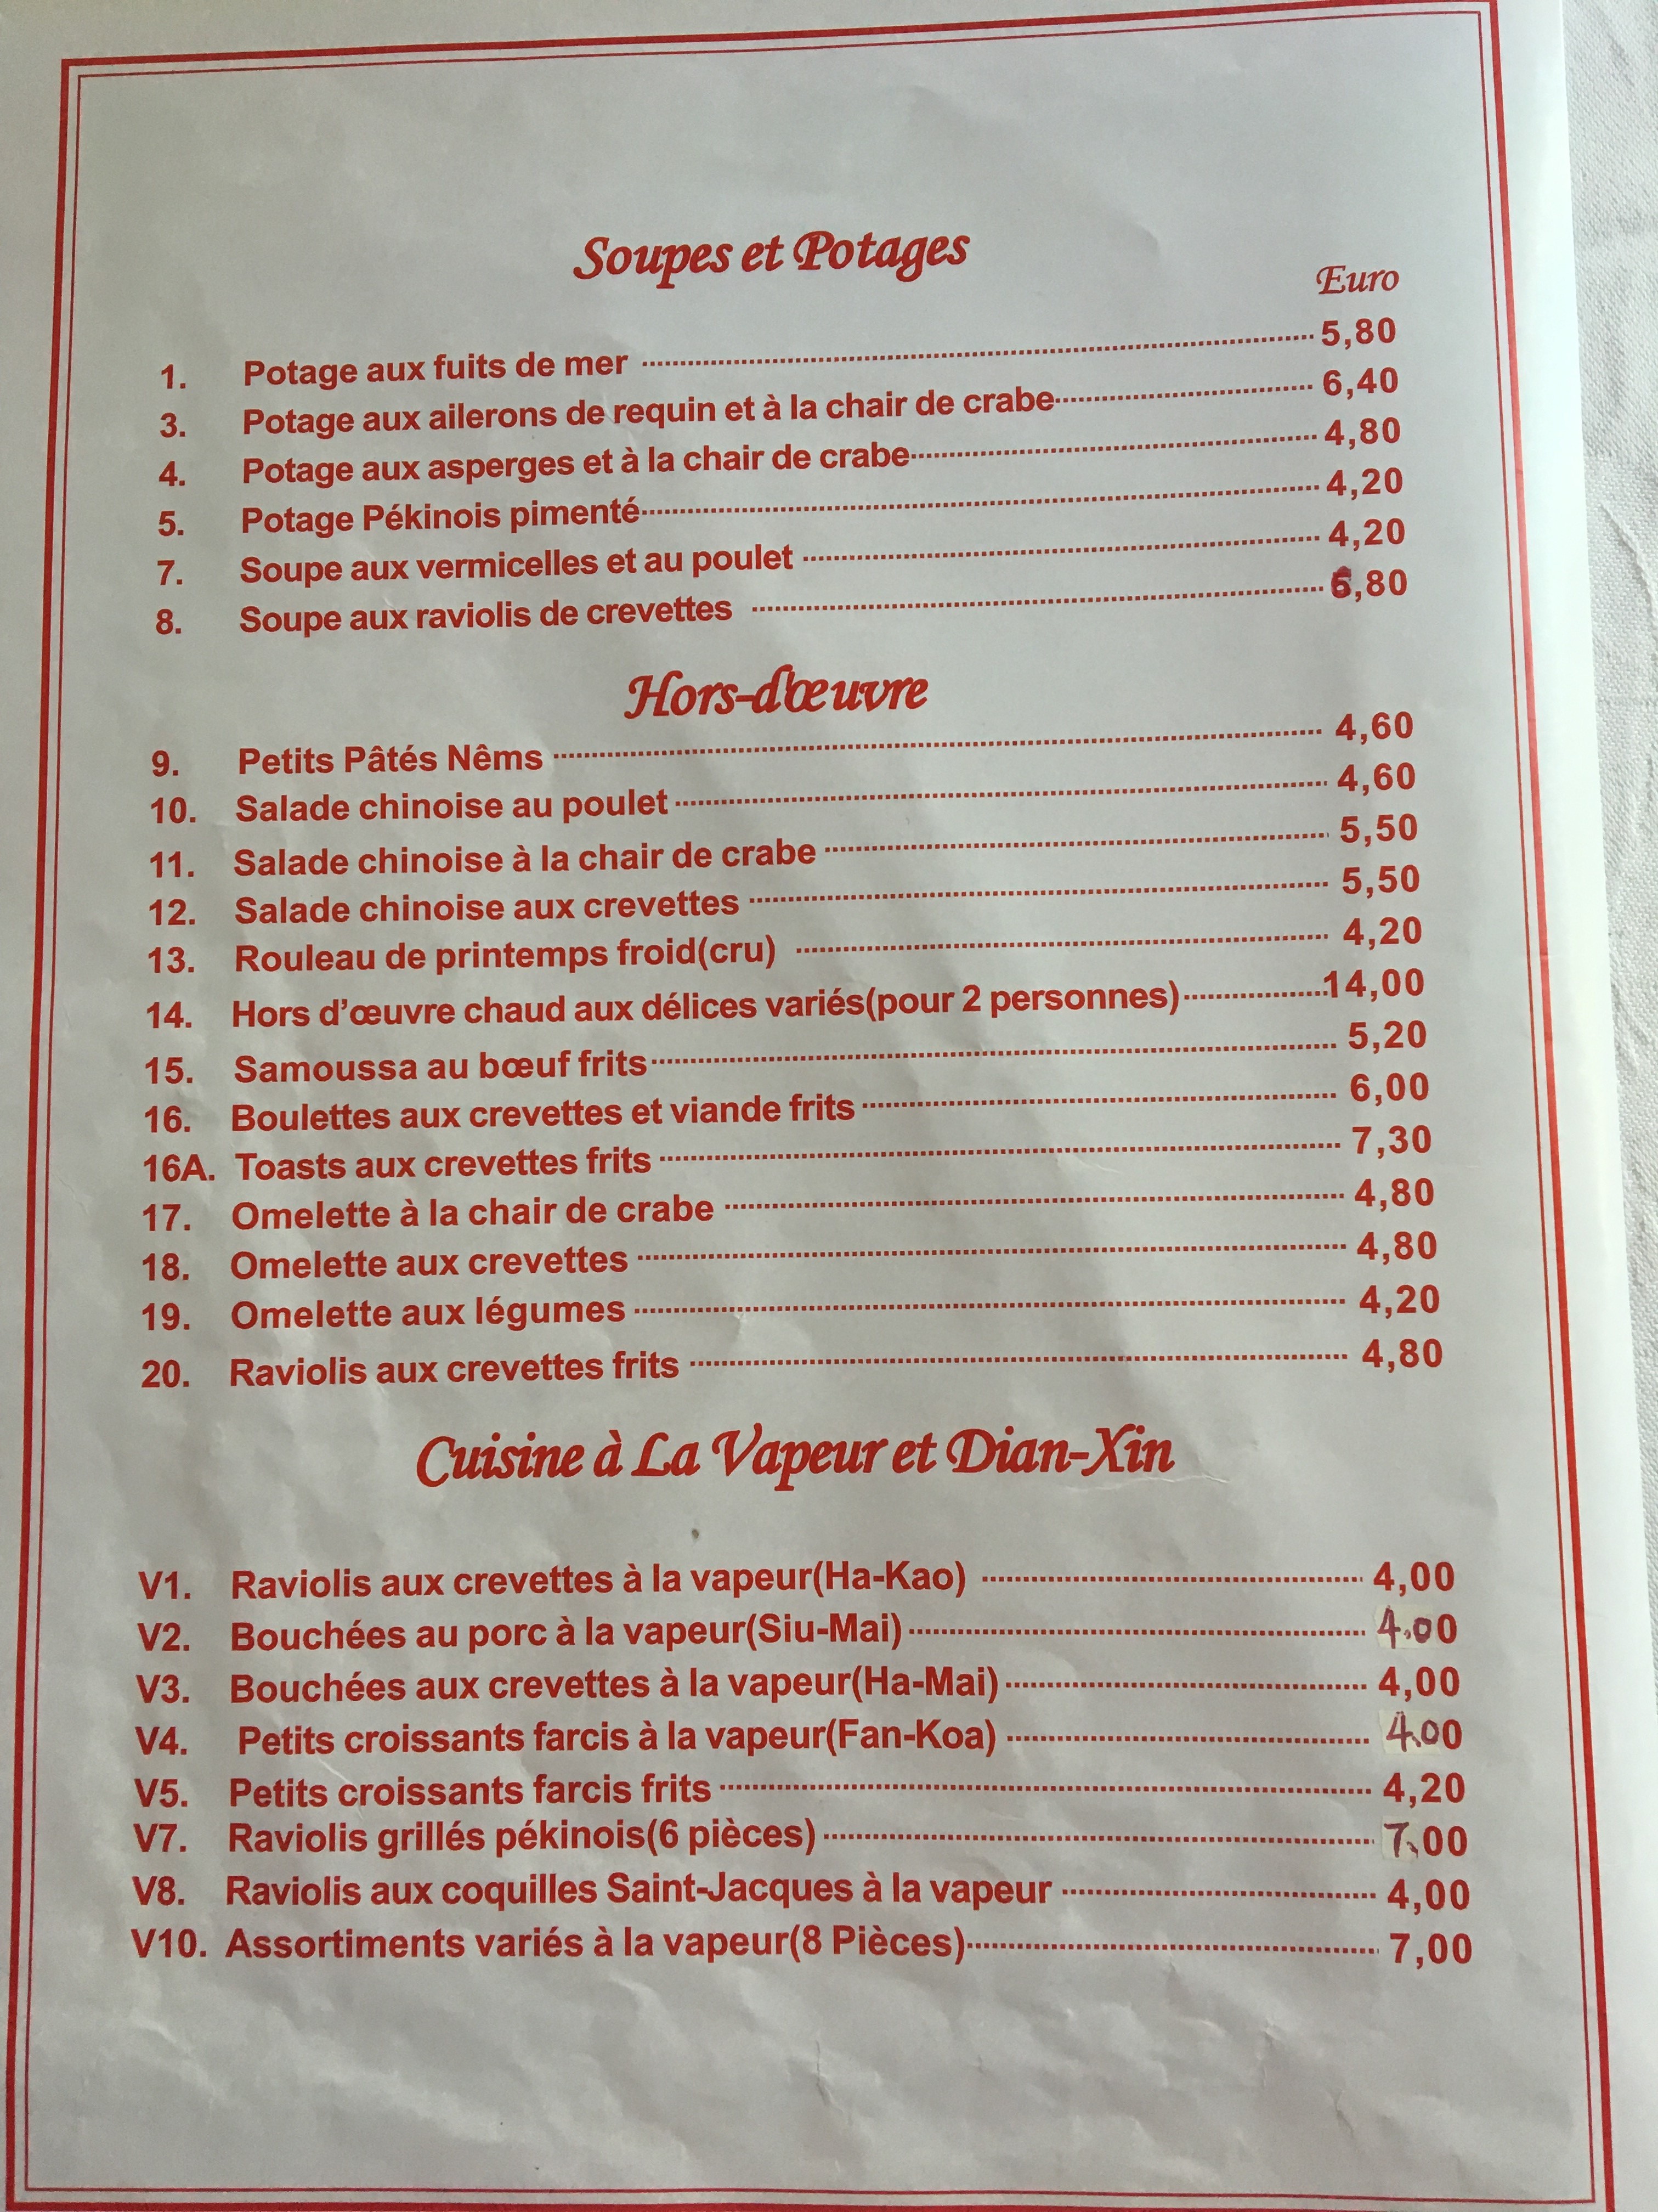 Soupes et Potages
Euro
1. Potage aux fuits de mer 5,80
3. Potage aux ailerons de requin et à la chair de crabe 6,40
4. Potage aux asperges et à la chair de crabe 4,80
5. Potage Pékinois pimenté 4,20
7. Soupe aux vermicelles et au poulet 4,20
8. Soupe aux raviolis de crevettes 6,80
Hors-d'œuvre
9. Petits Pâtés Nêms 4,60
10. Salade chinoise au poulet 4,60
11. Salade chinoise à la chair de crabe 5,50
12. Salade chinoise aux crevettes 5,50
13. Rouleau de printemps froid(cru) 4,20
14. Hors d'œuvre chaud aux délices variés(pour 2 personnes) 14,00
15. Samoussa au bœuf frits 5,20
16. Boulettes aux crevettes et viande frits 6,00
16A. Toasts aux crevettes frits 7,30
17. Omelette à la chair de crabe 4,80
18. Omelette aux crevettes 4,80
19. Omelette aux légumes 4,20
20. Raviolis aux crevettes frits 4,80
Cuisine à La Vapeur et Dian-Xin
V1. Raviolis aux crevettes à la vapeur(Ha-Kao) 4,00
V2. Bouchées au porc à la vapeur(Siu-Mai) 4,00
V3. Bouchées aux crevettes à la vapeur(Ha-Mai) 4,00
V4. Petits croissants farcis à la vapeur(Fan-Koa) 4,00
V5. Petits croissants farcis frits 4,20
V7. Raviolis grillés pékinois(6 pièces) 7,00
V8. Raviolis aux coquilles Saint-Jacques à la vapeur 4,00
V10. Assortiments variés à la vapeur(8 Pièces) 7,00